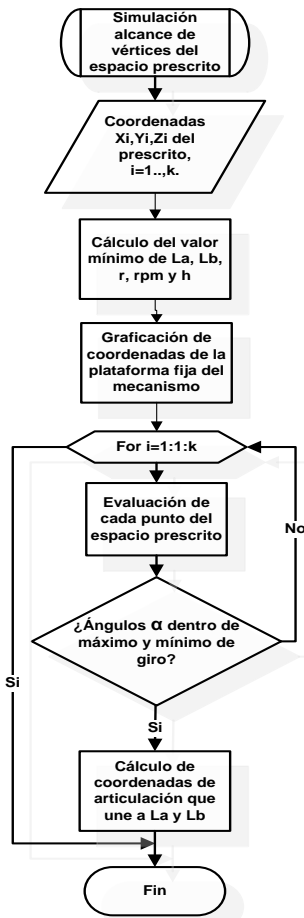 Simulación
alcance de
vértices del
espacio prescrito
Coordenadas
Xi,Yi,Zi del
prescrito,
i=1..,k.
Cálculo del valor
mínimo de La, Lb,
r, rpm y h
Graficación de
coordenadas de la
plataforma fija del
mecanismo
For i=1:1:k
Evaluación de
cada punto del
espacio prescrito
No
¿Ángulos α dentro de
máximo y mínimo de
giro?
Si
Si
Cálculo de
coordenadas de
articulación que
une a La y Lb
Fin